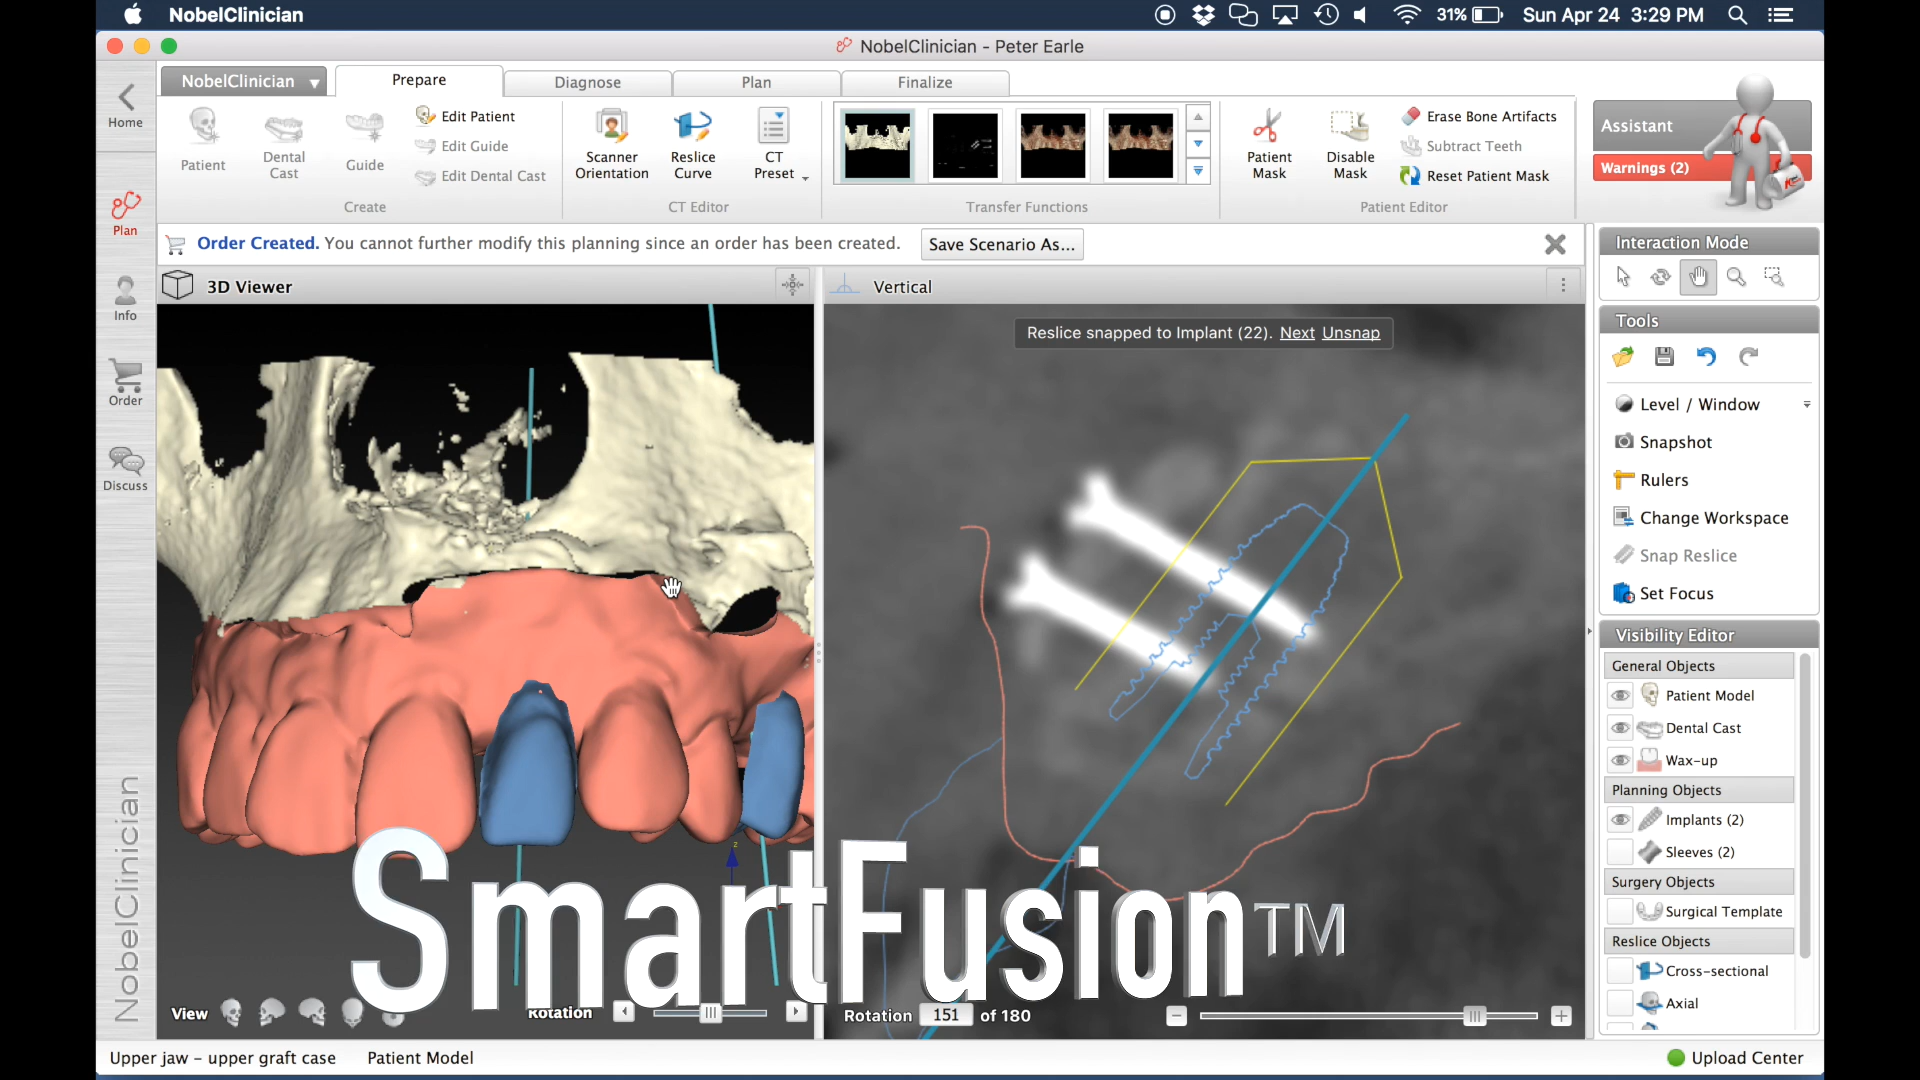 NobelClinician
31%
Sun Apr 24 3:29 PM
NobelClinician - Peter Earle
Home
Plan
Info
Order
Discuss
NobelClinician
NobelClinician
Prepare
Diagnose
Plan
Finalize
Patient
Dental Cast
Guide
Edit Patient
Edit Guide
Edit Dental Cast
Create
Scanner Orientation
Reslice Curve
CT Preset
CT Editor
Transfer Functions
Patient Mask
Disable Mask
Erase Bone Artifacts
Subtract Teeth
Reset Patient Mask
Patient Editor
Assistant
Warnings (2)
Order Created. You cannot further modify this planning since an order has been created.
Save Scenario As...
3D Viewer
Vertical
Reslice snapped to Implant (22). Next Unsnap
Interaction Mode
Tools
Level / Window
Snapshot
Rulers
Change Workspace
Snap Reslice
Set Focus
Visibility Editor
General Objects
Patient Model
Dental Cast
Wax-up
Planning Objects
Implants (2)
Sleeves (2)
Surgery Objects
Surgical Template
Reslice Objects
Cross-sectional
Axial
SmartFusion™
View
Rotation
Rotation 151 of 180
z
Upper jaw - upper graft case
Patient Model
Upload Center